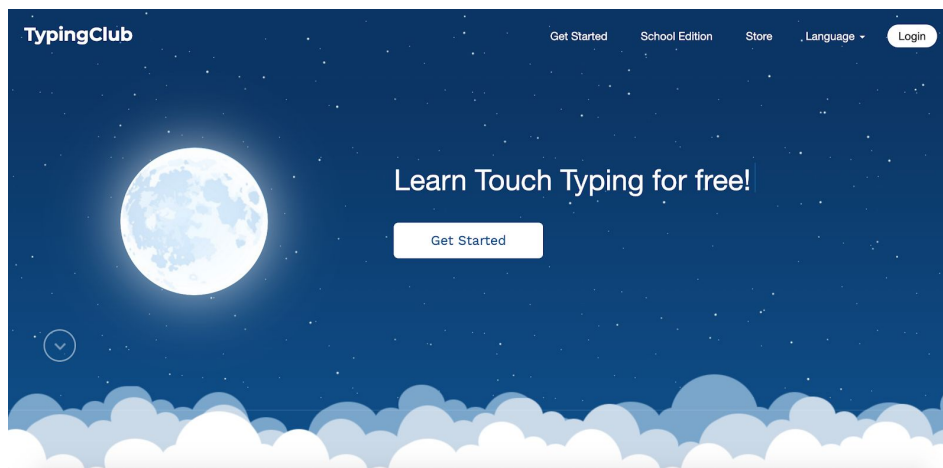 TypingClub
Get Started School Edition Store Language Login
Learn Touch Typing for free!
Get Started